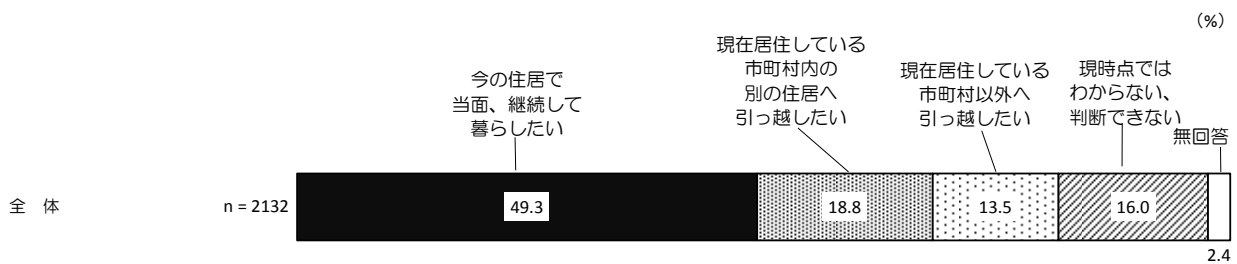 （%）
今の住居で
当面、継続して
暮らしたい
現在居住している
市町村内の
別の住居へ
引っ越したい
現在居住している
市町村以外へ
引っ越したい
現時点では
わからない、
判断できない
無回答
全　体
n = 2132
49.3
18.8
13.5
16.0
2.4